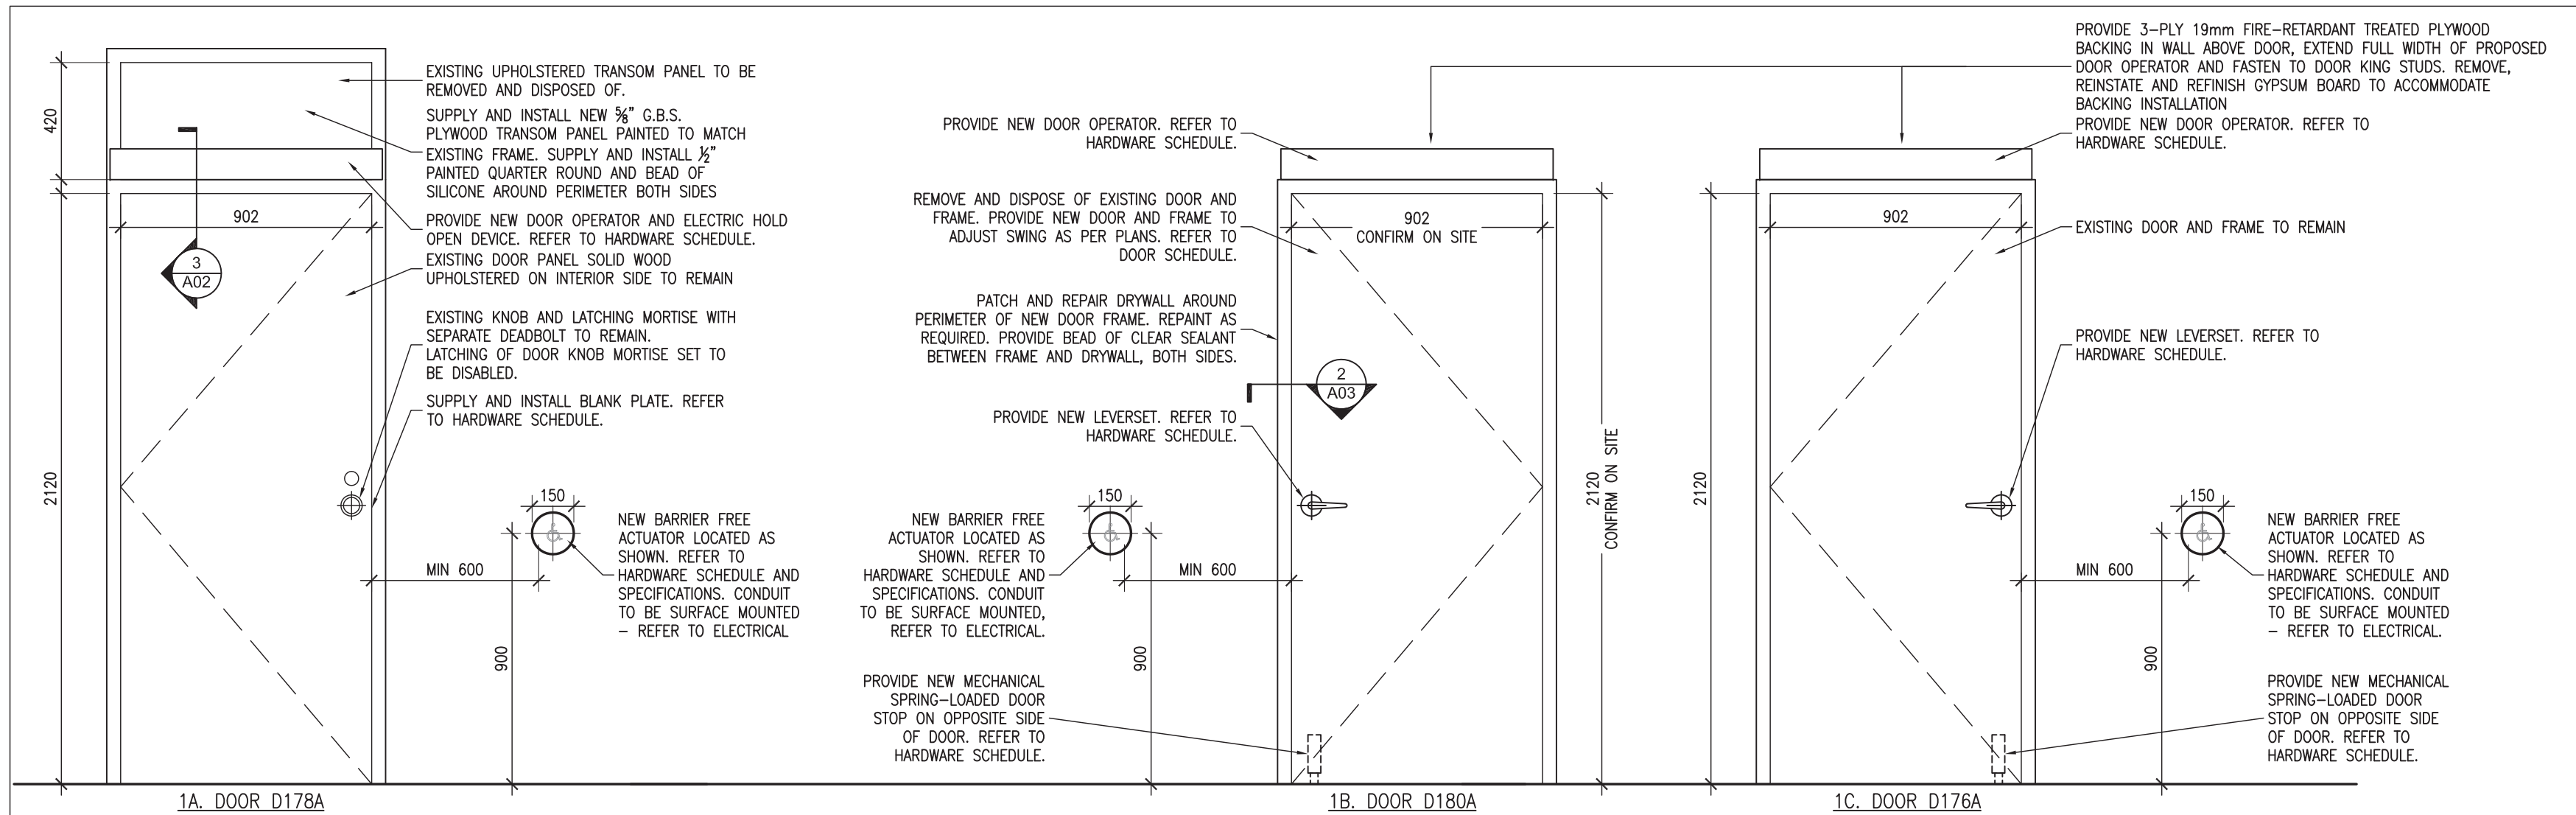 EXISTING UPHOLSTERED TRANSOM PANEL TO BE
REMOVED AND DISPOSED OF.
SUPPLY AND INSTALL NEW ⅝" G.B.S.
PLYWOOD TRANSOM PANEL PAINTED TO MATCH
EXISTING FRAME. SUPPLY AND INSTALL ½"
PAINTED QUARTER ROUND AND BEAD OF
SILICONE AROUND PERIMETER BOTH SIDES
PROVIDE NEW DOOR OPERATOR AND ELECTRIC HOLD
OPEN DEVICE. REFER TO HARDWARE SCHEDULE.
EXISTING DOOR PANEL SOLID WOOD
UPHOLSTERED ON INTERIOR SIDE TO REMAIN
EXISTING KNOB AND LATCHING MORTISE WITH
SEPARATE DEADBOLT TO REMAIN.
LATCHING OF DOOR KNOB MORTISE SET TO
BE DISABLED.
SUPPLY AND INSTALL BLANK PLATE. REFER
TO HARDWARE SCHEDULE.
420
2120
902
3
A02
150
MIN 600
900
NEW BARRIER FREE
ACTUATOR LOCATED AS
SHOWN. REFER TO
HARDWARE SCHEDULE AND
SPECIFICATIONS. CONDUIT
TO BE SURFACE MOUNTED
– REFER TO ELECTRICAL
1A. DOOR D178A
PROVIDE NEW DOOR OPERATOR. REFER TO
HARDWARE SCHEDULE.
REMOVE AND DISPOSE OF EXISTING DOOR AND
FRAME. PROVIDE NEW DOOR AND FRAME TO
ADJUST SWING AS PER PLANS. REFER TO
DOOR SCHEDULE.
PATCH AND REPAIR DRYWALL AROUND
PERIMETER OF NEW DOOR FRAME. REPAINT AS
REQUIRED. PROVIDE BEAD OF CLEAR SEALANT
BETWEEN FRAME AND DRYWALL, BOTH SIDES.
PROVIDE NEW LEVERSET. REFER TO
HARDWARE SCHEDULE.
NEW BARRIER FREE
ACTUATOR LOCATED AS
SHOWN. REFER TO
HARDWARE SCHEDULE AND
SPECIFICATIONS. CONDUIT
TO BE SURFACE MOUNTED,
REFER TO ELECTRICAL.
PROVIDE NEW MECHANICAL
SPRING–LOADED DOOR
STOP ON OPPOSITE SIDE
OF DOOR. REFER TO
HARDWARE SCHEDULE.
150
MIN 600
900
902
CONFIRM ON SITE
2
A03
2120
CONFIRM ON SITE
1B. DOOR D180A
PROVIDE 3–PLY 19mm FIRE–RETARDANT TREATED PLYWOOD
BACKING IN WALL ABOVE DOOR, EXTEND FULL WIDTH OF PROPOSED
DOOR OPERATOR AND FASTEN TO DOOR KING STUDS. REMOVE,
REINSTATE AND REFINISH GYPSUM BOARD TO ACCOMMODATE
BACKING INSTALLATION
PROVIDE NEW DOOR OPERATOR. REFER TO
HARDWARE SCHEDULE.
EXISTING DOOR AND FRAME TO REMAIN
PROVIDE NEW LEVERSET. REFER TO
HARDWARE SCHEDULE.
2120
902
150
MIN 600
900
NEW BARRIER FREE
ACTUATOR LOCATED AS
SHOWN. REFER TO
HARDWARE SCHEDULE AND
SPECIFICATIONS. CONDUIT
TO BE SURFACE MOUNTED
– REFER TO ELECTRICAL.
PROVIDE NEW MECHANICAL
SPRING–LOADED DOOR
STOP ON OPPOSITE SIDE
OF DOOR. REFER TO
HARDWARE SCHEDULE.
1C. DOOR D176A